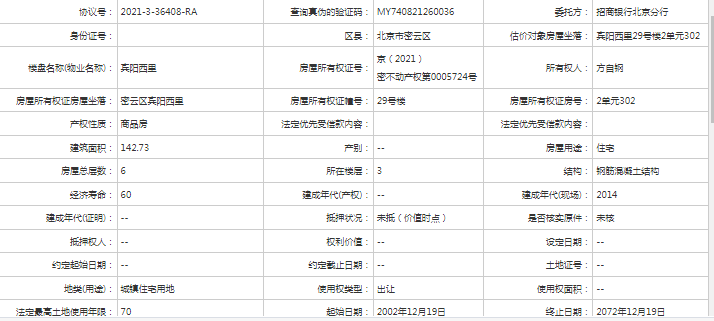 协议号： 2021-3-36408-RA 查询真伪的验证码： MY740821260036 委托方： 招商银行北京分行
身份证号： 区县： 北京市密云区 估价对象房屋坐落： 宾阳西里29号楼2单元302
楼盘名称(物业名称)： 宾阳西里 房屋所有权证号： 京（2021）
密不动产权第0005724号 所有权人： 方自钢
房屋所有权证房屋坐落： 密云区宾阳西里 房屋所有权证幢号： 29号楼 房屋所有权证房号： 2单元302
产权性质： 商品房 法定优先受偿款内容： 法定优先受偿款内容：
建筑面积： 142.73 产别： -- 房屋用途： 住宅
房屋总层数： 6 所在楼层： 3 结构： 钢筋混凝土结构
经济寿命： 60 建成年代(产权)： -- 建成年代(现场)： 2014
建成年代(证明)： -- 抵押状况： 未抵（价值时点） 是否核实原件： 未核
抵押权人： -- 权利价值： -- 设定日期： --
约定起始日期： -- 约定截止日期： -- 土地证号： --
地类(用途)： 城镇住宅用地 使用权类型： 出让 使用权面积： --
法定最高土地使用年限： 70 起始日期： 2002年12月19日 终止日期： 2072年12月19日